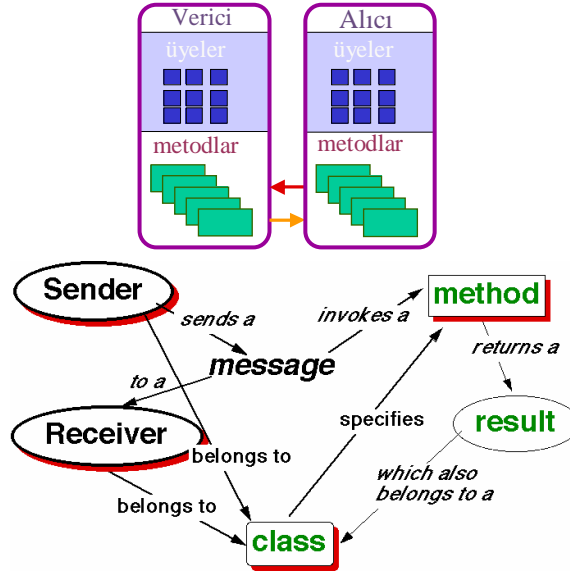 Verici
Alıcı
üyeler
üyeler
metodlar
metodlar
Sender
method
sends a
invokes a
message
returns a
to a
specifies
result
Receiver
belongs to
which also
belongs to a
belongs to
class